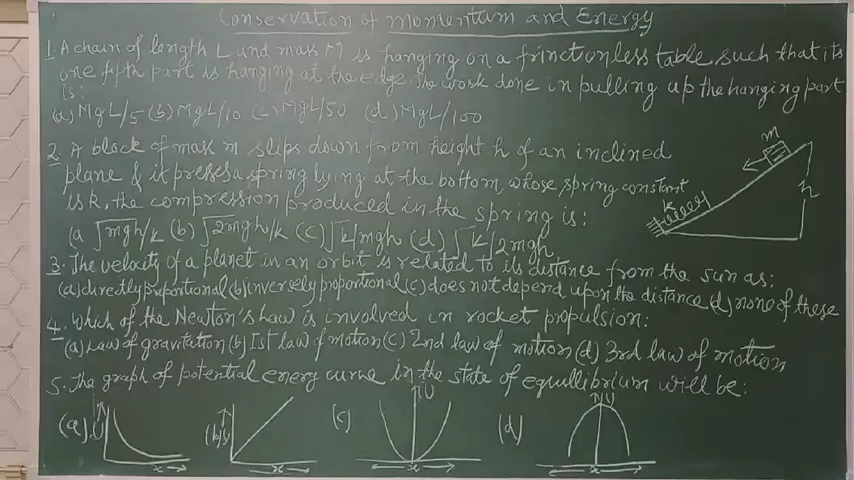 Conservation of momentum and Energy
1. A chain of length L and mass M is hanging on a frinctionless table such that its
one fifth part is hanging at the edge. The work done in pulling up the hanging part
is:
(a) MgL/5 (b) MgL/10 (c) MgL/50 (d) MgL/100
2. A block of mass m slips down from height h of an inclined
plane & it presses a spring lying at the bottom whose spring constant
is k, the compression produced in the spring is:
(a √mgh/k (b) √2mgh/k (c) √k/mgh (d) √k/2mgh
m
h
k
3. The velocity of a planet in an orbit is related to its distance from the sun as:
(a) directly proportional (b) inversely proportional (c) does not depend upon the distance (d) none of these
4. Which of the Newton's Law is involved in rocket propulsion:
(a) Law of gravitation (b) Ist law of motion (c) 2nd law of motion (d) 3rd law of motion
5. The graph of potential energ curve in the state of equillibrium will be:
(a) U x → (b) U x → (c) U x (d) U x